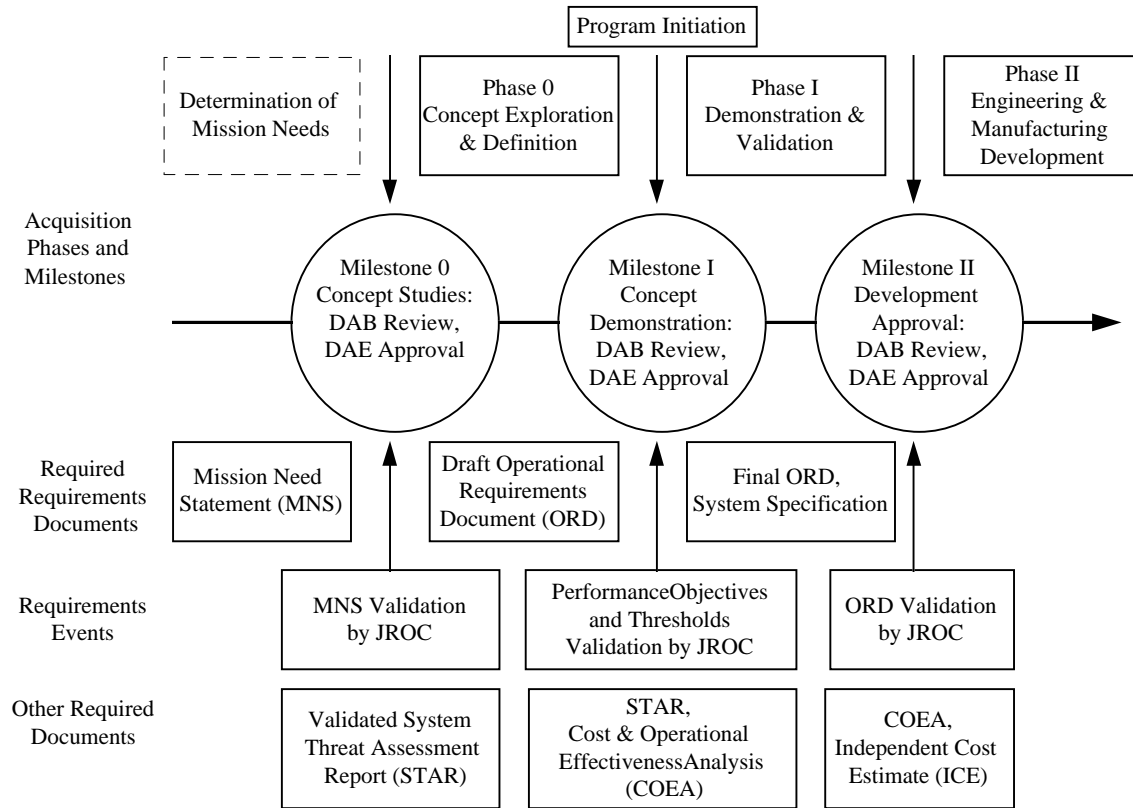 Program Initiation
Determination of
Mission Needs
Phase 0
Concept Exploration
& Definition
Phase I
Demonstration &
Validation
Phase II
Engineering &
Manufacturing
Development
Acquisition
Phases and
Milestones
Milestone 0
Concept Studies:
DAB Review,
DAE Approval
Milestone I
Concept
Demonstration:
DAB Review,
DAE Approval
Milestone II
Development
Approval:
DAB Review,
DAE Approval
Required
Requirements
Documents
Mission Need
Statement (MNS)
Draft Operational
Requirements
Document (ORD)
Final ORD,
System Specification
Requirements
Events
MNS Validation
by JROC
PerformanceObjectives
and Thresholds
Validation by JROC
ORD Validation
by JROC
Other Required
Documents
Validated System
Threat Assessment
Report (STAR)
STAR,
Cost & Operational
EffectivenessAnalysis
(COEA)
COEA,
Independent Cost
Estimate (ICE)